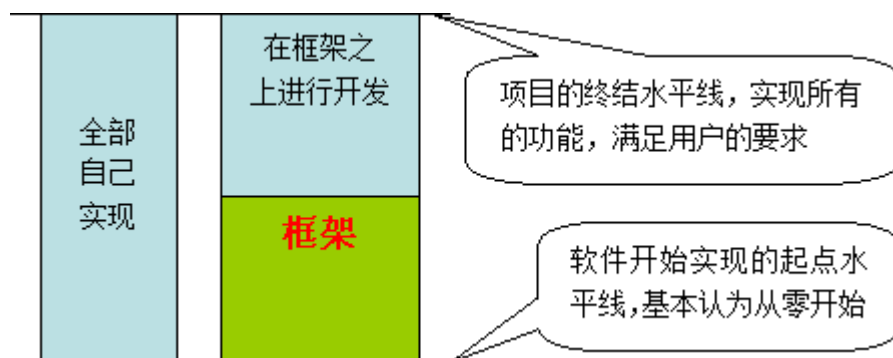 全部
自己
实现
在框架之
上进行开发
框架
项目的终结水平线，实现所有
的功能，满足用户的要求
软件开始实现的起点水
平线,基本认为从零开始